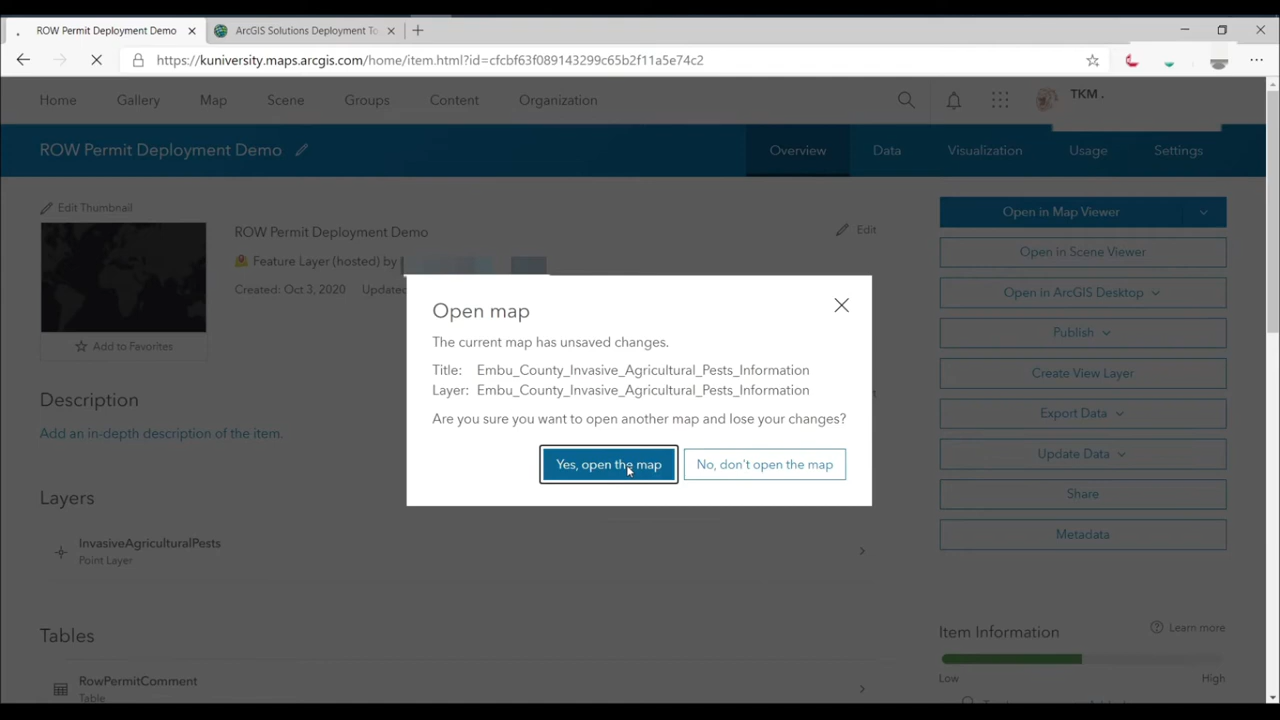 ROW Permit Deployment Demo
ArcGIS Solutions Deployment To
https://kuniversity.maps.arcgis.com/home/item.html?id=cfcbf63f089143299c65b2f11a5e74c2
Home
Gallery
Map
Scene
Groups
Content
Organization
TKM .
ROW Permit Deployment Demo
Overview
Data
Visualization
Usage
Settings
Edit Thumbnail
ROW Permit Deployment Demo
Edit
Feature Layer (hosted) by
Created: Oct 3, 2020
Updated
Add to Favorites
Open in Map Viewer
Open in Scene Viewer
Open in ArcGIS Desktop
Publish
Create View Layer
Export Data
Update Data
Share
Metadata
Open map
The current map has unsaved changes.
Title: Embu_County_Invasive_Agricultural_Pests_Information
Layer: Embu_County_Invasive_Agricultural_Pests_Information
Are you sure you want to open another map and lose your changes?
Yes, open the map
No, don't open the map
Description
Add an in-depth description of the item.
Layers
InvasiveAgriculturalPests
Point Layer
Tables
RowPermitComment
Table
Item Information
Learn more
Low
High